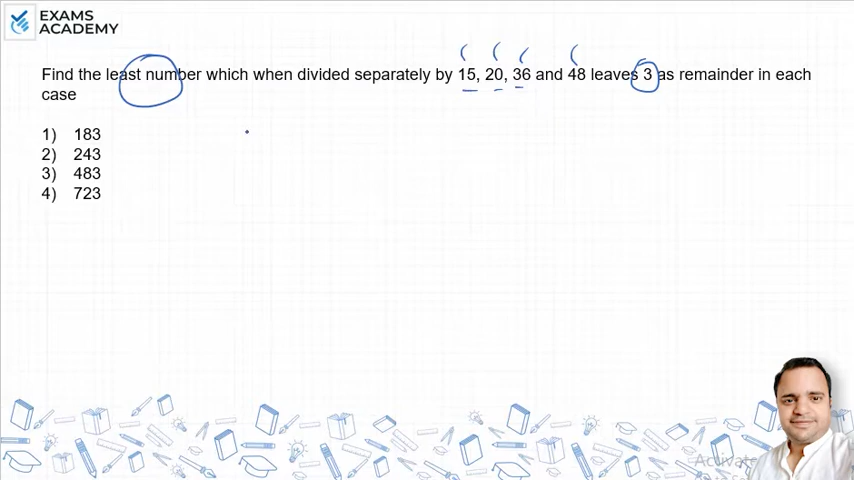 EXAMS
ACADEMY
Find the least number which when divided separately by 15, 20, 36 and 48 leaves 3 as remainder in each
case
1) 183
2) 243
3) 483
4) 723